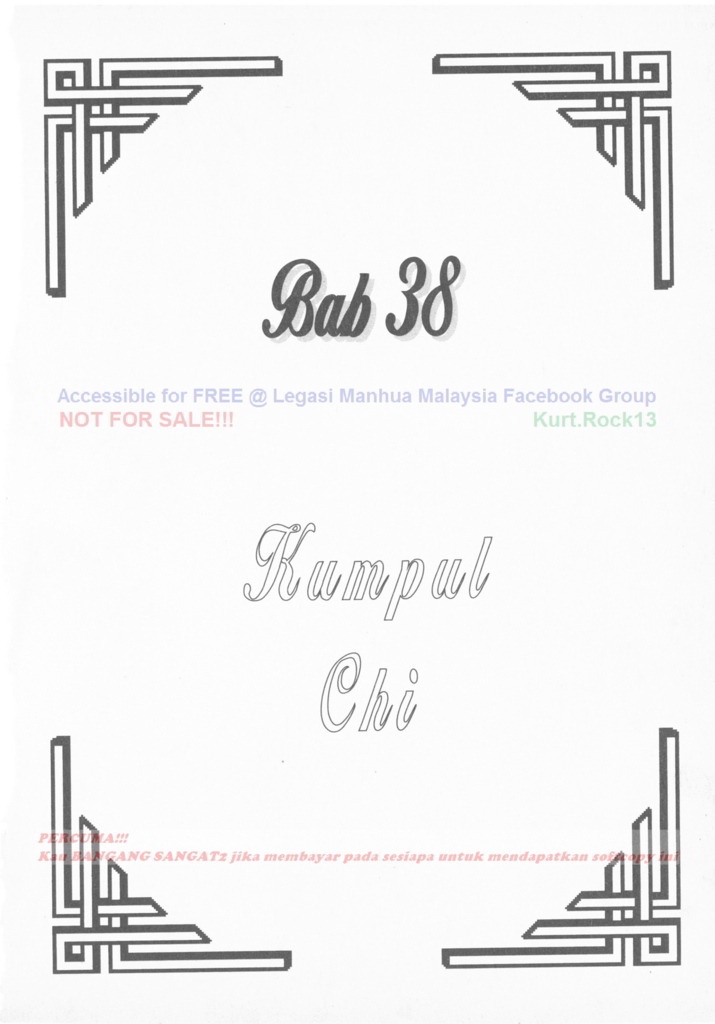 Bab 38
Accessible for FREE @ Legasi Manhua Malaysia Facebook Group
NOT FOR SALE!!! Kurt.Rock13
Kumpul
Chi
PERCUMA!!!
Kau BANGANG SANGAT2 jika membayar pada sesiapa untuk mendapatkan softcopy ini